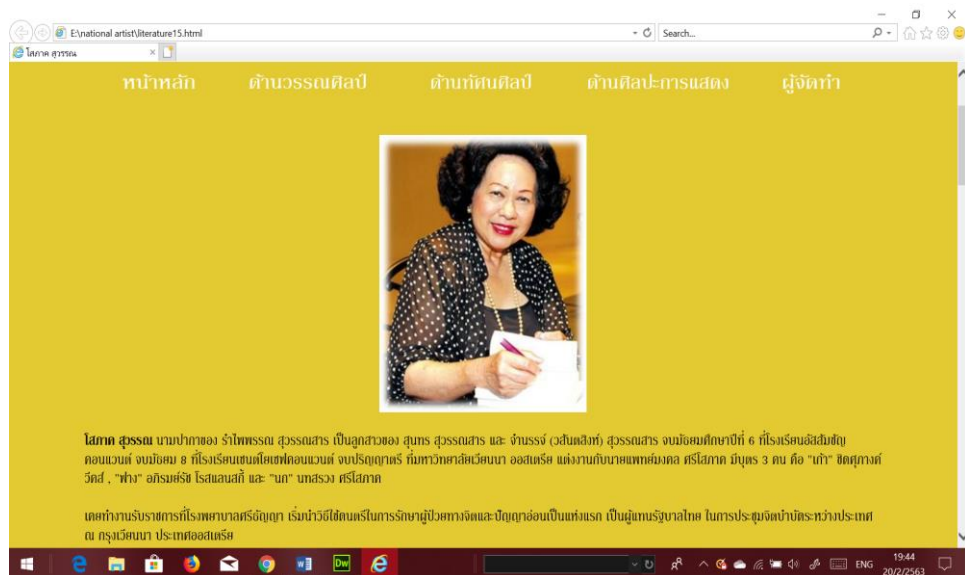 E:\national artist\literature15.html
Search...
โสภาค สุวรรณ
หน้าหลัก ด้านวรรณศิลป์ ด้านทัศนศิลป์ ด้านศิลปะการแสดง ผู้จัดทำ
โสภาค สุวรรณ นามปากกาของ รำไพพรรณ สุวรรณสาร เป็นลูกสาวของ สุนทร สุวรรณสาร และ จำนรรจ์ (วสันตสิงห์) สุวรรณสาร จบมัธยมศึกษาปีที่ 6 ที่โรงเรียนอัสสัมชัญ
คอนแวนต์ จบมัธยม 8 ที่โรงเรียนเซนต์โยเซฟคอนแวนต์ จบปริญญาตรี ที่มหาวิทยาลัยเวียนนา ออสเตรีย แต่งงานกับนายแพทย์มงคล ศรีโสภาค มีบุตร 3 คน คือ "เก๋า" ชิดศุภางค์
วีคส์ , "ฟาง" อภิรมย์รัช โรสแลนสกี้ และ "นก" นทสรวง ศรีโสภาค
เคยทำงานรับราชการที่โรงพยาบาลศรีธัญญา เริ่มนำวิธีใช้ดนตรีในการรักษาผู้ป่วยทางจิตและปัญญาอ่อนเป็นแห่งแรก เป็นผู้แทนรัฐบาลไทย ในการประชุมจิตบำบัดระหว่างประเทศ
ณ กรุงเวียนนา ประเทศออสเตรีย
ENG
19:44
20/2/2563